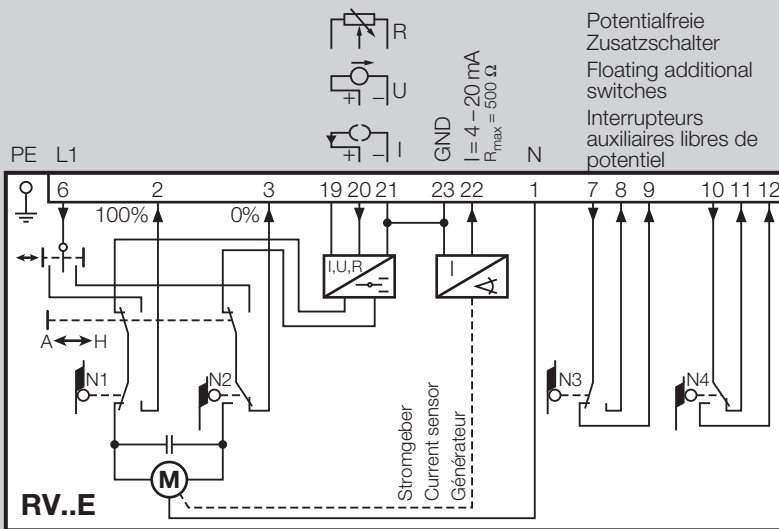 R
U
+ −
I
+ −
GND
I = 4 – 20 mA
Rmax = 500 Ω
Potentialfreie
Zusatzschalter
Floating additional
switches
Interrupteurs
auxiliaires libres de
potentiel
PE L1 N
6 2 3 19 20 21 23 22 1 7 8 9 10 11 12
100% 0%
I,U,R
I
A H
N1 N2 N3 N4
Stromgeber
Current sensor
Générateur
M
RV..E